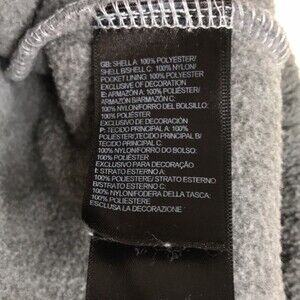 GB: SHELL A: 100% POLYESTER/
SHELL B/SHELL C: 100% NYLON/
POCKET LINING: 100% POLYESTER
EXCLUSIVE OF DECORATION
E: ARMAZÓN A: 100% POLIÉSTER/
ARMAZÓN B/ARMAZÓN C:
100% NYLON/FORRO DEL BOLSILLO:
100% POLIÉSTER
EXCLUSIVO DE DECORACIÓN
P: TECIDO PRINCIPAL A: 100%
POLIÉSTER/TECIDO PRINCIPAL B/
TECIDO PRINCIPAL C:
100% NYLON/FORRO DO BOLSO:
100% POLIÉSTER
EXCLUSIVO PARA DECORAÇÃO
I: STRATO ESTERNO A:
100% POLIESTERE/ STRATO ESTERNO
B/STRATO ESTERNO C:
100% NYLON/FODERA DELLA TASCA:
100% POLIESTERE
ESCLUSA LA DECORAZIONE